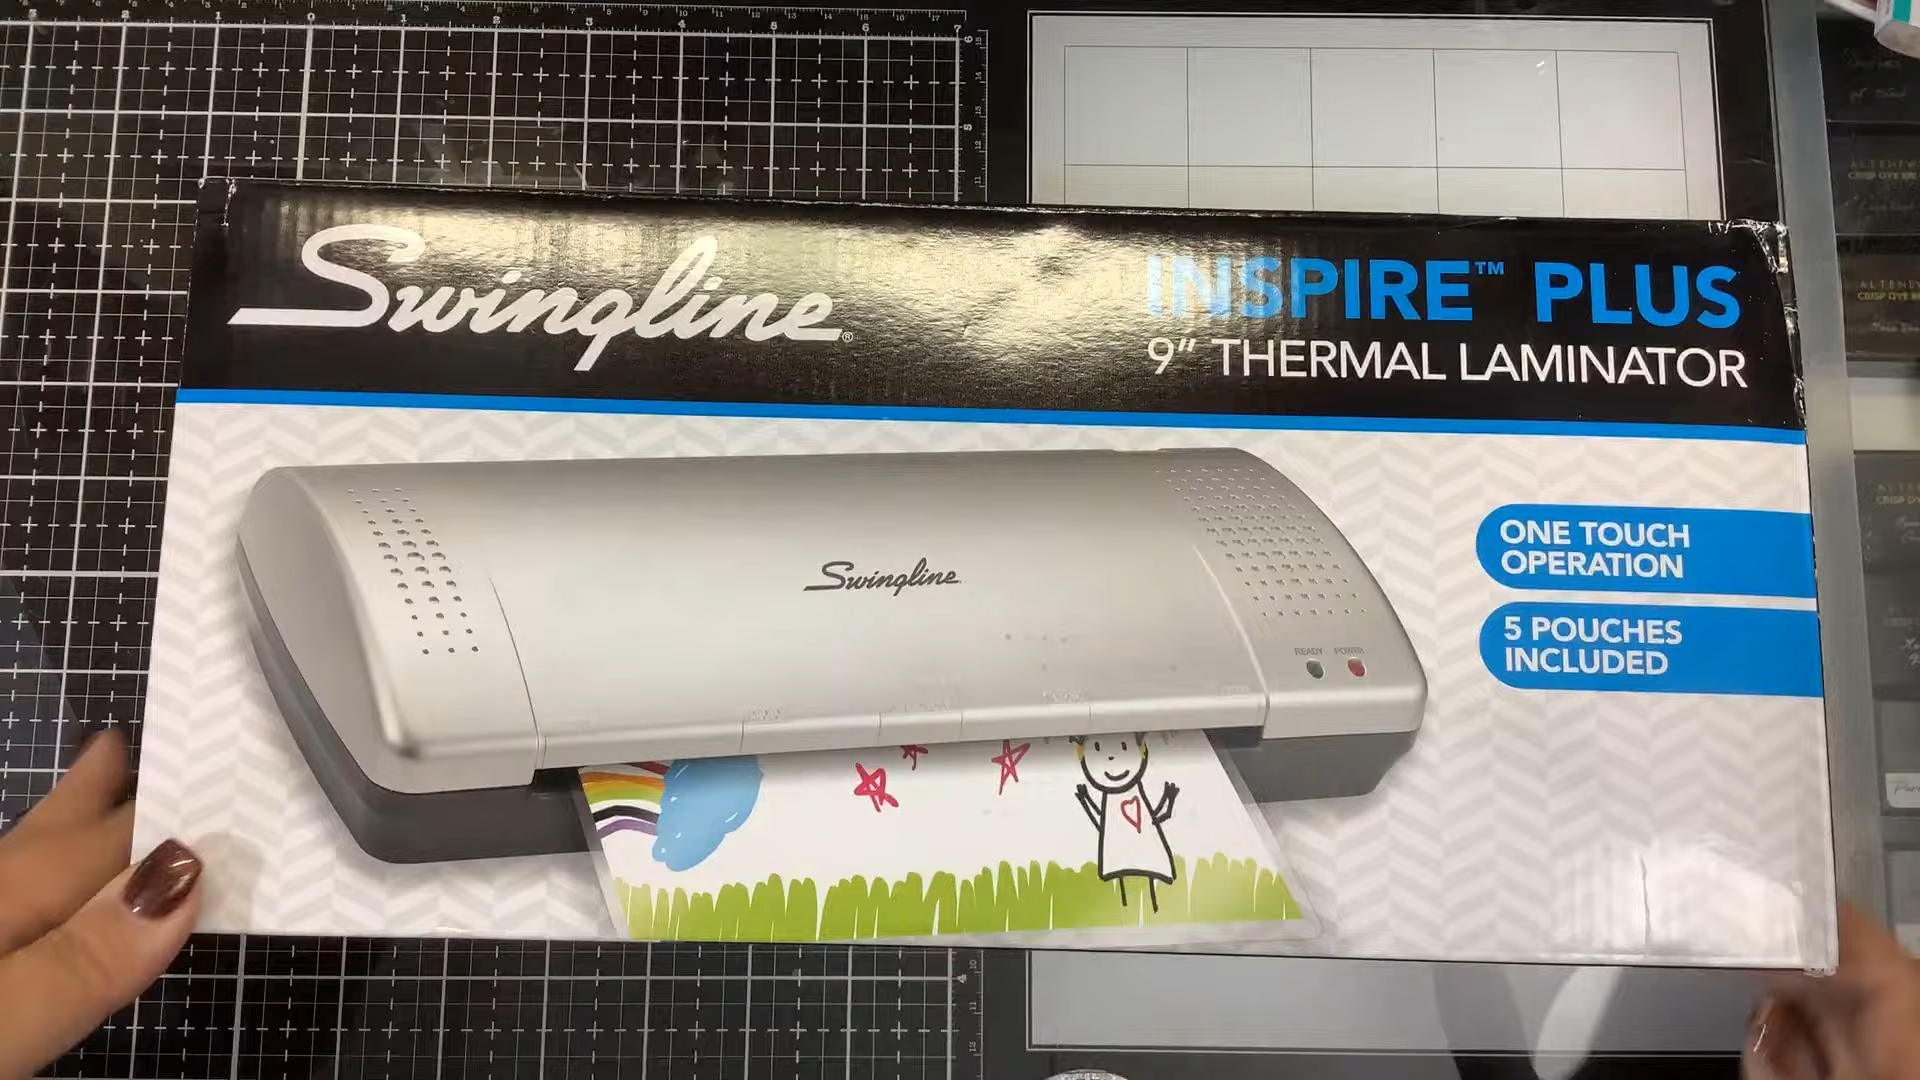 Swingline®
INSPIRE™ PLUS
9" THERMAL LAMINATOR
Swingline
ONE TOUCH
OPERATION
5 POUCHES
INCLUDED
READY POWER